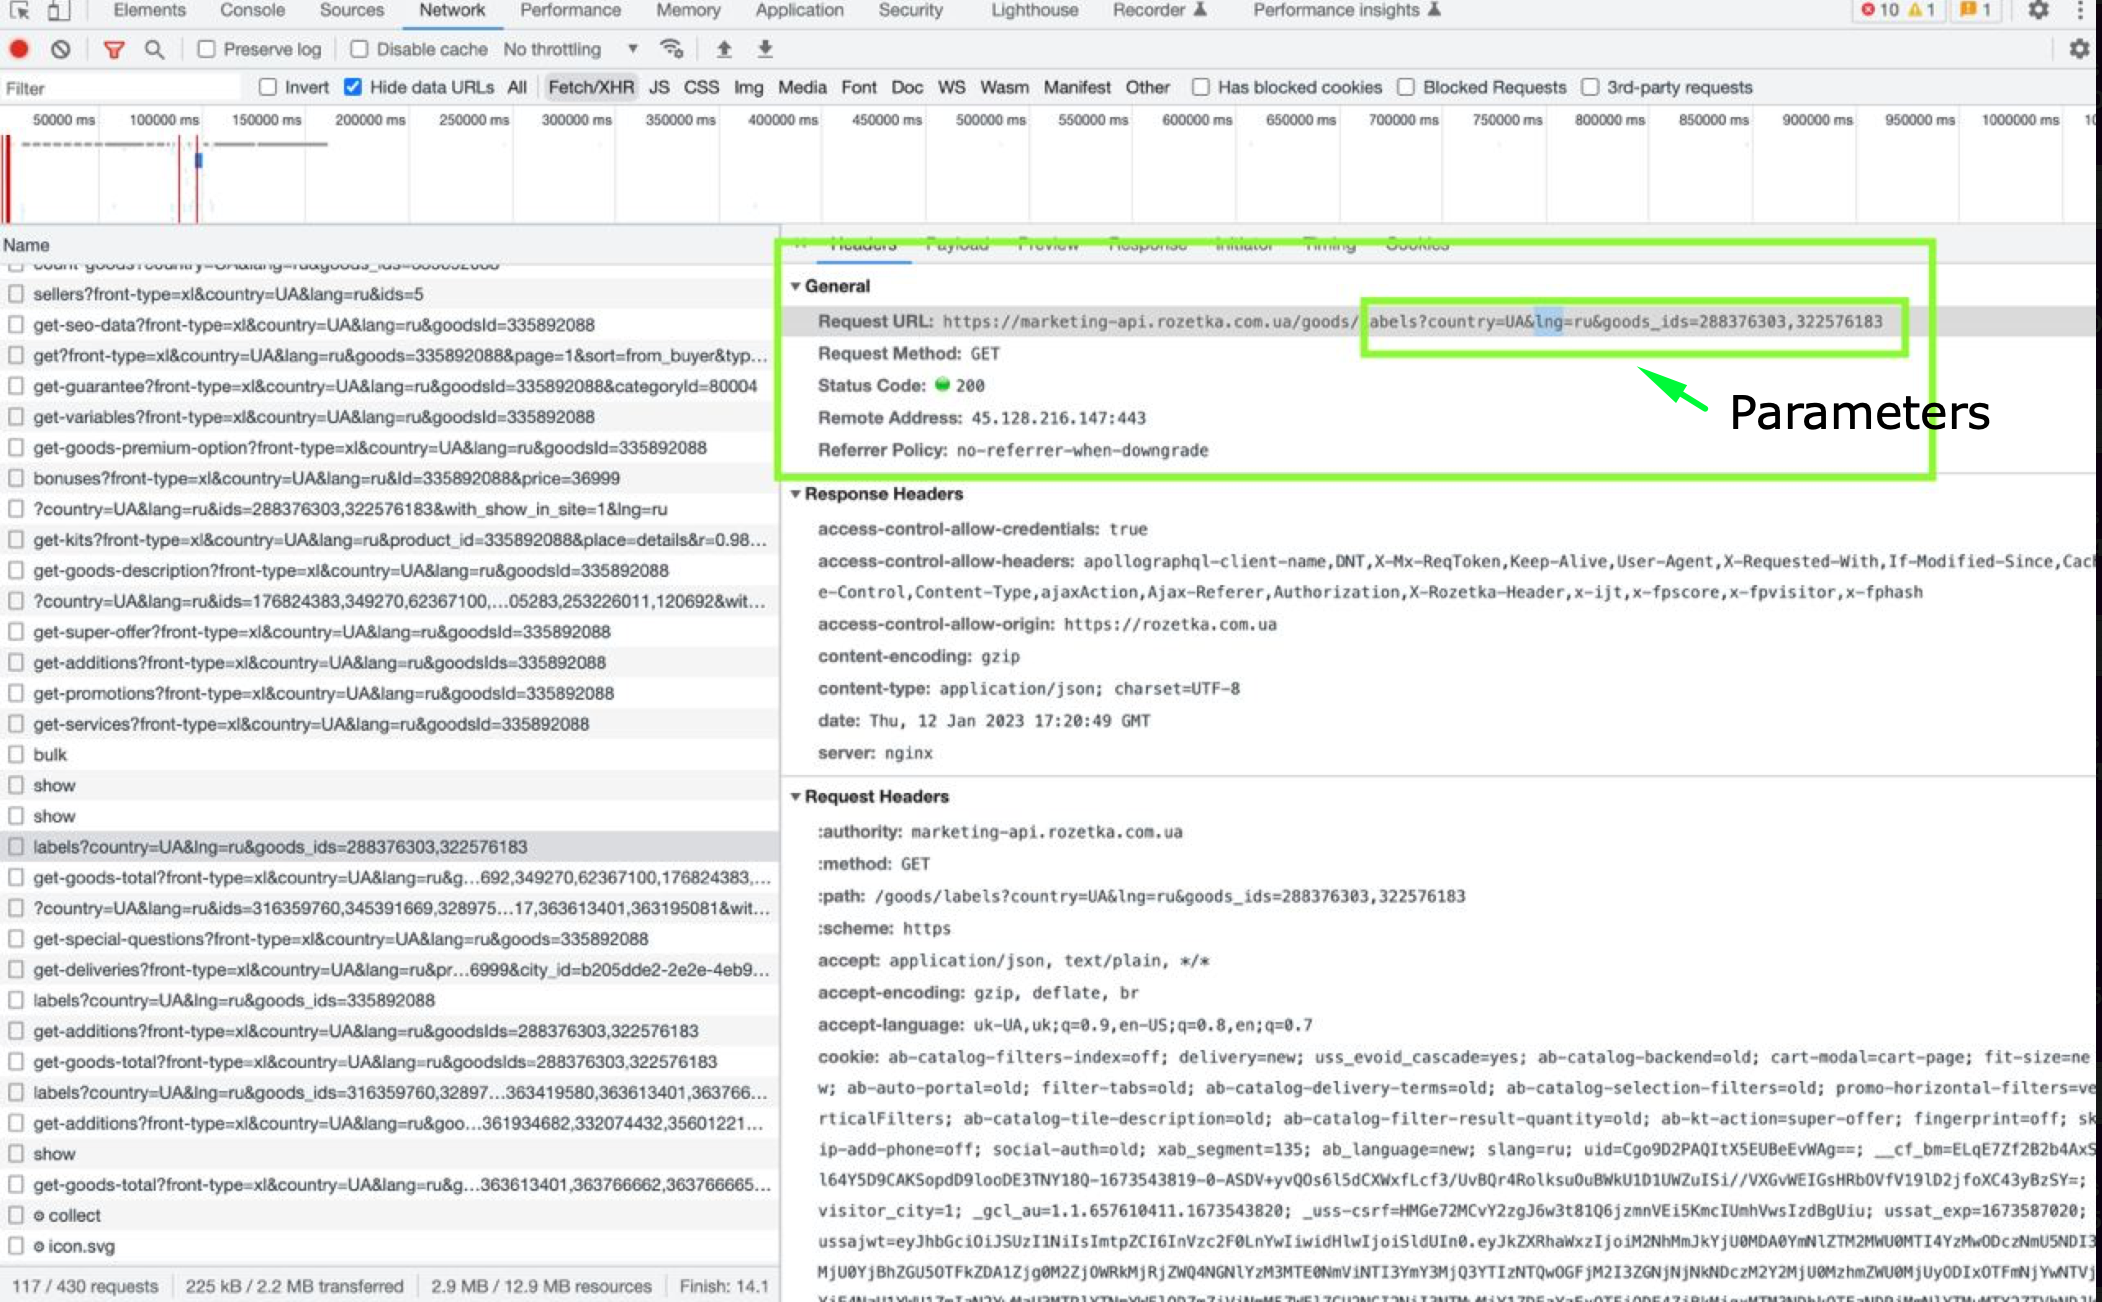 Elements Console Sources Network Performance Memory Application Security Lighthouse Recorder Performance insights 10 1 1
Preserve log Disable cache No throttling
Filter Invert Hide data URLs All Fetch/XHR JS CSS Img Media Font Doc WS Wasm Manifest Other Has blocked cookies Blocked Requests 3rd-party requests
50000 ms 100000 ms 150000 ms 200000 ms 250000 ms 300000 ms 350000 ms 400000 ms 450000 ms 500000 ms 550000 ms 600000 ms 650000 ms 700000 ms 750000 ms 800000 ms 850000 ms 900000 ms 950000 ms 1000000 ms
Name
count-goods?country=UA&lang=ru&goods_ids=335892088
sellers?front-type=xl&country=UA&lang=ru&ids=5
get-seo-data?front-type=xl&country=UA&lang=ru&goodsId=335892088
get?front-type=xl&country=UA&lang=ru&goods=335892088&page=1&sort=from_buyer&typ...
get-guarantee?front-type=xl&country=UA&lang=ru&goodsId=335892088&categoryId=80004
get-variables?front-type=xl&country=UA&lang=ru&goodsId=335892088
get-goods-premium-option?front-type=xl&country=UA&lang=ru&goodsId=335892088
bonuses?front-type=xl&country=UA&lang=ru&Id=335892088&price=36999
?country=UA&lang=ru&ids=288376303,322576183&with_show_in_site=1&lng=ru
get-kits?front-type=xl&country=UA&lang=ru&product_id=335892088&place=details&r=0.98...
get-goods-description?front-type=xl&country=UA&lang=ru&goodsId=335892088
?country=UA&lang=ru&ids=176824383,349270,62367100,...05283,253226011,120692&wit...
get-super-offer?front-type=xl&country=UA&lang=ru&goodsId=335892088
get-additions?front-type=xl&country=UA&lang=ru&goodsIds=335892088
get-promotions?front-type=xl&country=UA&lang=ru&goodsId=335892088
get-services?front-type=xl&country=UA&lang=ru&goodsId=335892088
bulk
show
show
labels?country=UA&lng=ru&goods_ids=288376303,322576183
get-goods-total?front-type=xl&country=UA&lang=ru&g...692,349270,62367100,176824383,...
?country=UA&lang=ru&ids=316359760,345391669,328975...17,363613401,363195081&wit...
get-special-questions?front-type=xl&country=UA&lang=ru&goods=335892088
get-deliveries?front-type=xl&country=UA&lang=ru&pr...6999&city_id=b205dde2-2e2e-4eb9...
labels?country=UA&lng=ru&goods_ids=335892088
get-additions?front-type=xl&country=UA&lang=ru&goodsIds=288376303,322576183
get-goods-total?front-type=xl&country=UA&lang=ru&goodsIds=288376303,322576183
labels?country=UA&lng=ru&goods_ids=316359760,32897...363419580,363613401,363766...
get-additions?front-type=xl&country=UA&lang=ru&goo...361934682,332074432,35601221...
show
get-goods-total?front-type=xl&country=UA&lang=ru&g...363613401,363766662,363766665...
collect
icon.svg
117 / 430 requests 225 kB / 2.2 MB transferred 2.9 MB / 12.9 MB resources Finish: 14.1
Headers Payload Preview Response Initiator Timing Cookies
General
Request URL: https://marketing-api.rozetka.com.ua/goods/labels?country=UA&lng=ru&goods_ids=288376303,322576183
Request Method: GET
Status Code: 200
Remote Address: 45.128.216.147:443
Referrer Policy: no-referrer-when-downgrade
Parameters
Response Headers
access-control-allow-credentials: true
access-control-allow-headers: apollographql-client-name,DNT,X-Mx-ReqToken,Keep-Alive,User-Agent,X-Requested-With,If-Modified-Since,Cach
e-Control,Content-Type,ajaxAction,Ajax-Referer,Authorization,X-Rozetka-Header,x-ijt,x-fpscore,x-fpvisitor,x-fphash
access-control-allow-origin: https://rozetka.com.ua
content-encoding: gzip
content-type: application/json; charset=UTF-8
date: Thu, 12 Jan 2023 17:20:49 GMT
server: nginx
Request Headers
:authority: marketing-api.rozetka.com.ua
:method: GET
:path: /goods/labels?country=UA&lng=ru&goods_ids=288376303,322576183
:scheme: https
accept: application/json, text/plain, */*
accept-encoding: gzip, deflate, br
accept-language: uk-UA,uk;q=0.9,en-US;q=0.8,en;q=0.7
cookie: ab-catalog-filters-index=off; delivery=new; uss_evoid_cascade=yes; ab-catalog-backend=old; cart-modal=cart-page; fit-size=ne
w; ab-auto-portal=old; filter-tabs=old; ab-catalog-delivery-terms=old; ab-catalog-selection-filters=old; promo-horizontal-filters=ve
rticalFilters; ab-catalog-tile-description=old; ab-catalog-filter-result-quantity=old; ab-kt-action=super-offer; fingerprint=off; sk
ip-add-phone=off; social-auth=old; xab_segment=135; ab_language=new; slang=ru; uid=Cgo9D2PAQItX5EUBeEvWAg==;
visitor_city=1; _gcl_au=1.1.657610411.1673543820; _uss-csrf=HMGe72MCvY2zgJ6w3t81Q6jzmnVEi5KmcIUmhVwsIzdBgUiu; ussat_exp=1673587020;